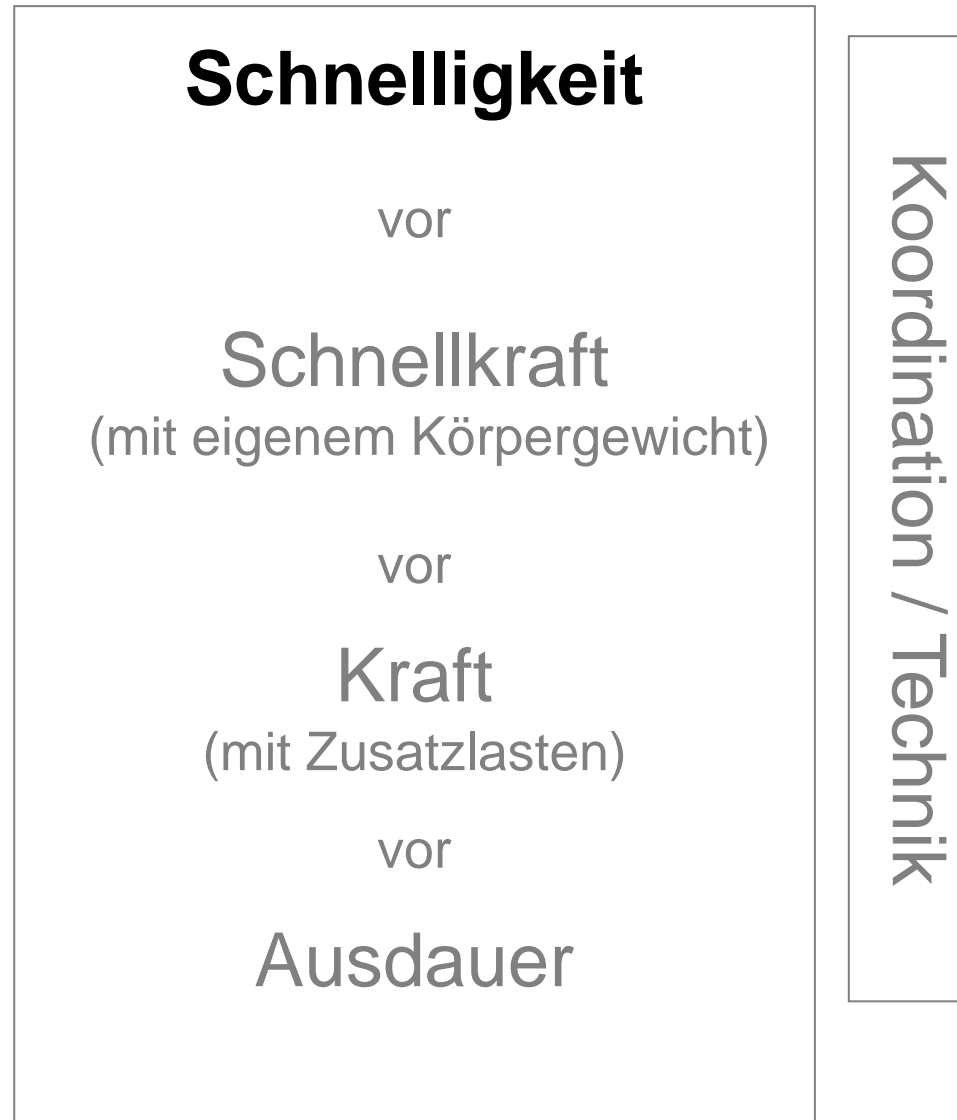 Schnelligkeit
vor
Schnellkraft
(mit eigenem Körpergewicht)
vor
Kraft
(mit Zusatzlasten)
vor
Ausdauer
Koordination / Technik